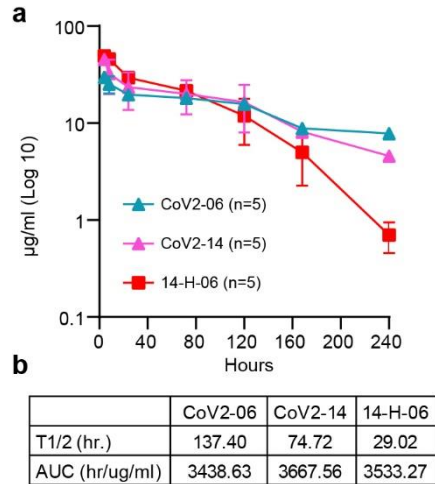 a
100
10
1
0.1
µg/ml (Log 10)
CoV2-06 (n=5)
CoV2-14 (n=5)
14-H-06 (n=5)
0 40 80 120 160 200 240
Hours
b
CoV2-06 CoV2-14 14-H-06
T1/2 (hr.) 137.40 74.72 29.02
AUC (hr/ug/ml) 3438.63 3667.56 3533.27